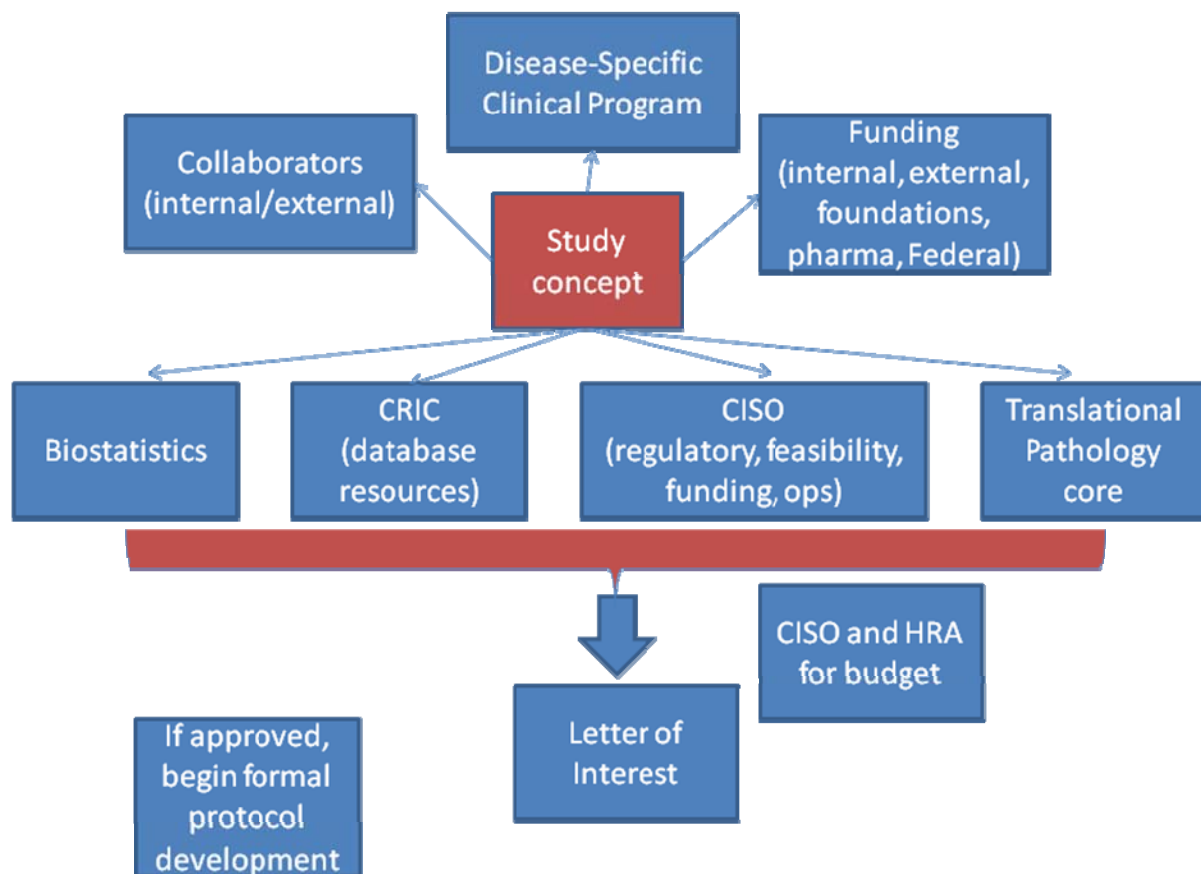 Disease-Specific
Clinical Program
Collaborators
(internal/external)
Funding
(internal, external,
foundations,
pharma, Federal)
Study
concept
Biostatistics
CRIC
(database
resources)
CISO
(regulatory, feasibility,
funding, ops)
Translational
Pathology
core
CISO and HRA
for budget
Letter of
Interest
If approved,
begin formal
protocol
development